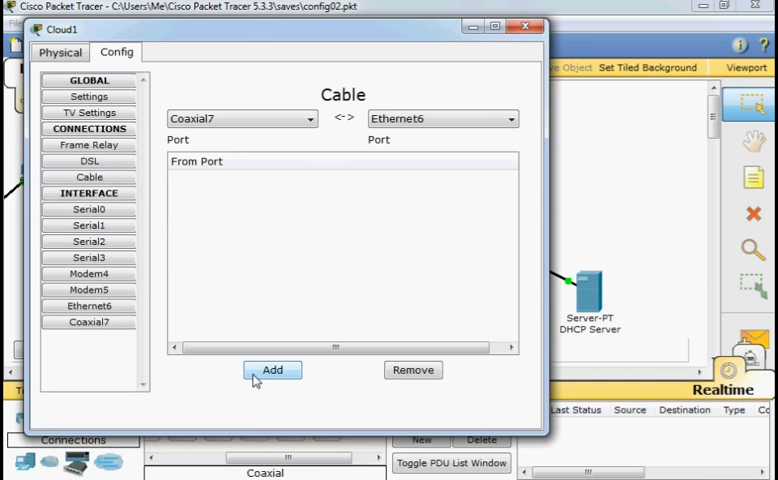 Cisco Packet Tracer - C:\Users\Me\Cisco Packet Tracer 5.3.3\saves\config02.pkt
Cloud1
Physical
Config
Object
Set Tiled Background
Viewport
GLOBAL
Settings
TV Settings
CONNECTIONS
Frame Relay
DSL
Cable
INTERFACE
Serial0
Serial1
Serial2
Serial3
Modem4
Modem5
Ethernet6
Coaxial7
Cable
Coaxial7
<->
Ethernet6
Port
Port
From Port
Add
Remove
Server-PT
DHCP Server
Realtime
Last Status
Source
Destination
Type
Connections
New
Delete
Toggle PDU List Window
Coaxial